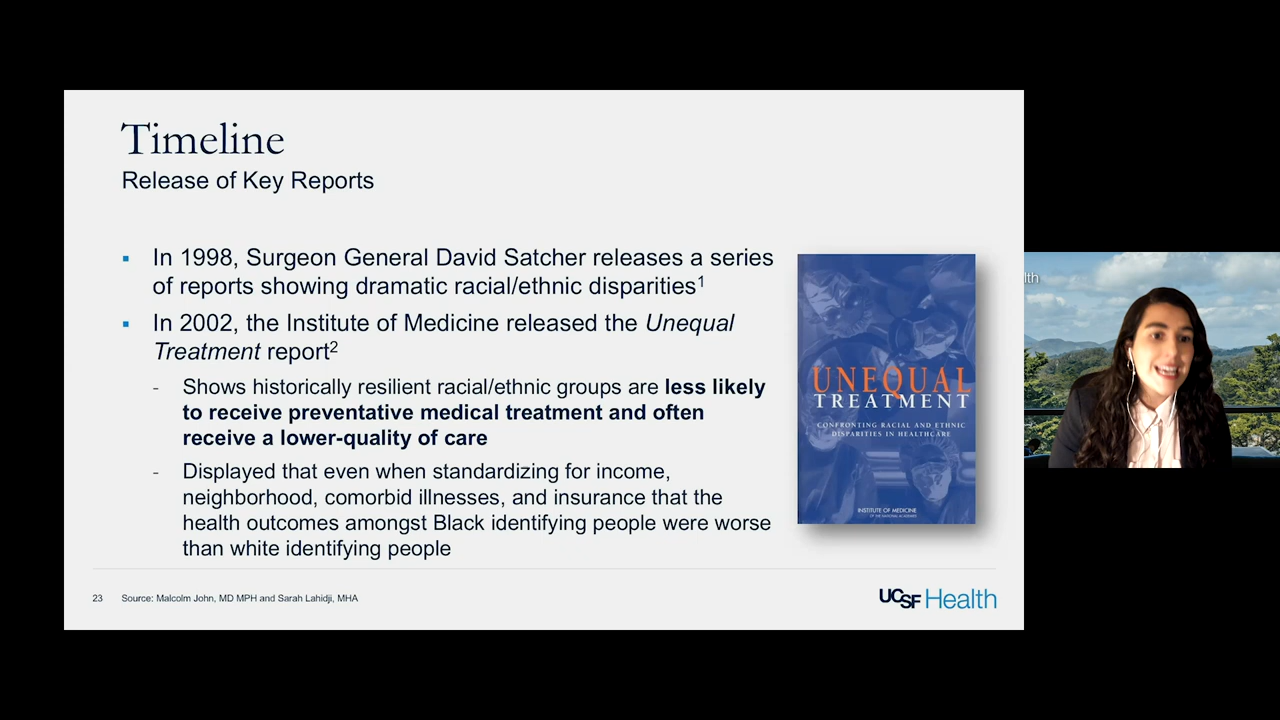 Timeline
Release of Key Reports
▪ In 1998, Surgeon General David Satcher releases a series
of reports showing dramatic racial/ethnic disparities1
▪ In 2002, the Institute of Medicine released the Unequal
Treatment report2
- Shows historically resilient racial/ethnic groups are less likely
to receive preventative medical treatment and often
receive a lower-quality of care
- Displayed that even when standardizing for income,
neighborhood, comorbid illnesses, and insurance that the
health outcomes amongst Black identifying people were worse
than white identifying people
UNEQUAL
TREATMENT
CONFRONTING RACIAL AND ETHNIC
DISPARITIES IN HEALTHCARE
INSTITUTE OF MEDICINE
OF THE NATIONAL ACADEMIES
lth
23 Source: Malcolm John, MD MPH and Sarah Lahidji, MHA
UCSF Health